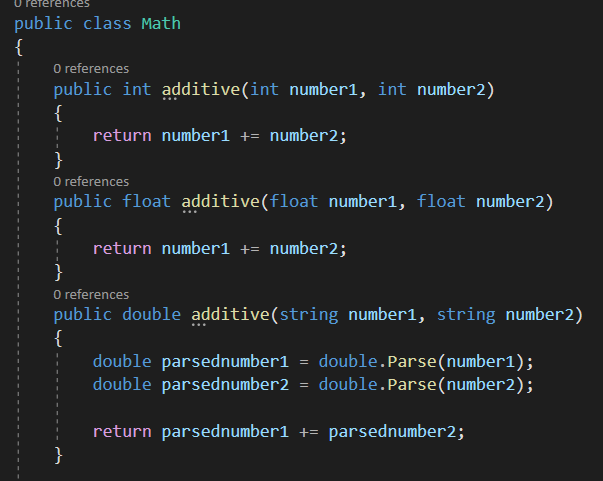 0 references
public class Math
{
0 references
public int additive(int number1, int number2)
{
return number1 += number2;
}
0 references
public float additive(float number1, float number2)
{
return number1 += number2;
}
0 references
public double additive(string number1, string number2)
{
double parsednumber1 = double.Parse(number1);
double parsednumber2 = double.Parse(number2);
return parsednumber1 += parsednumber2;
}